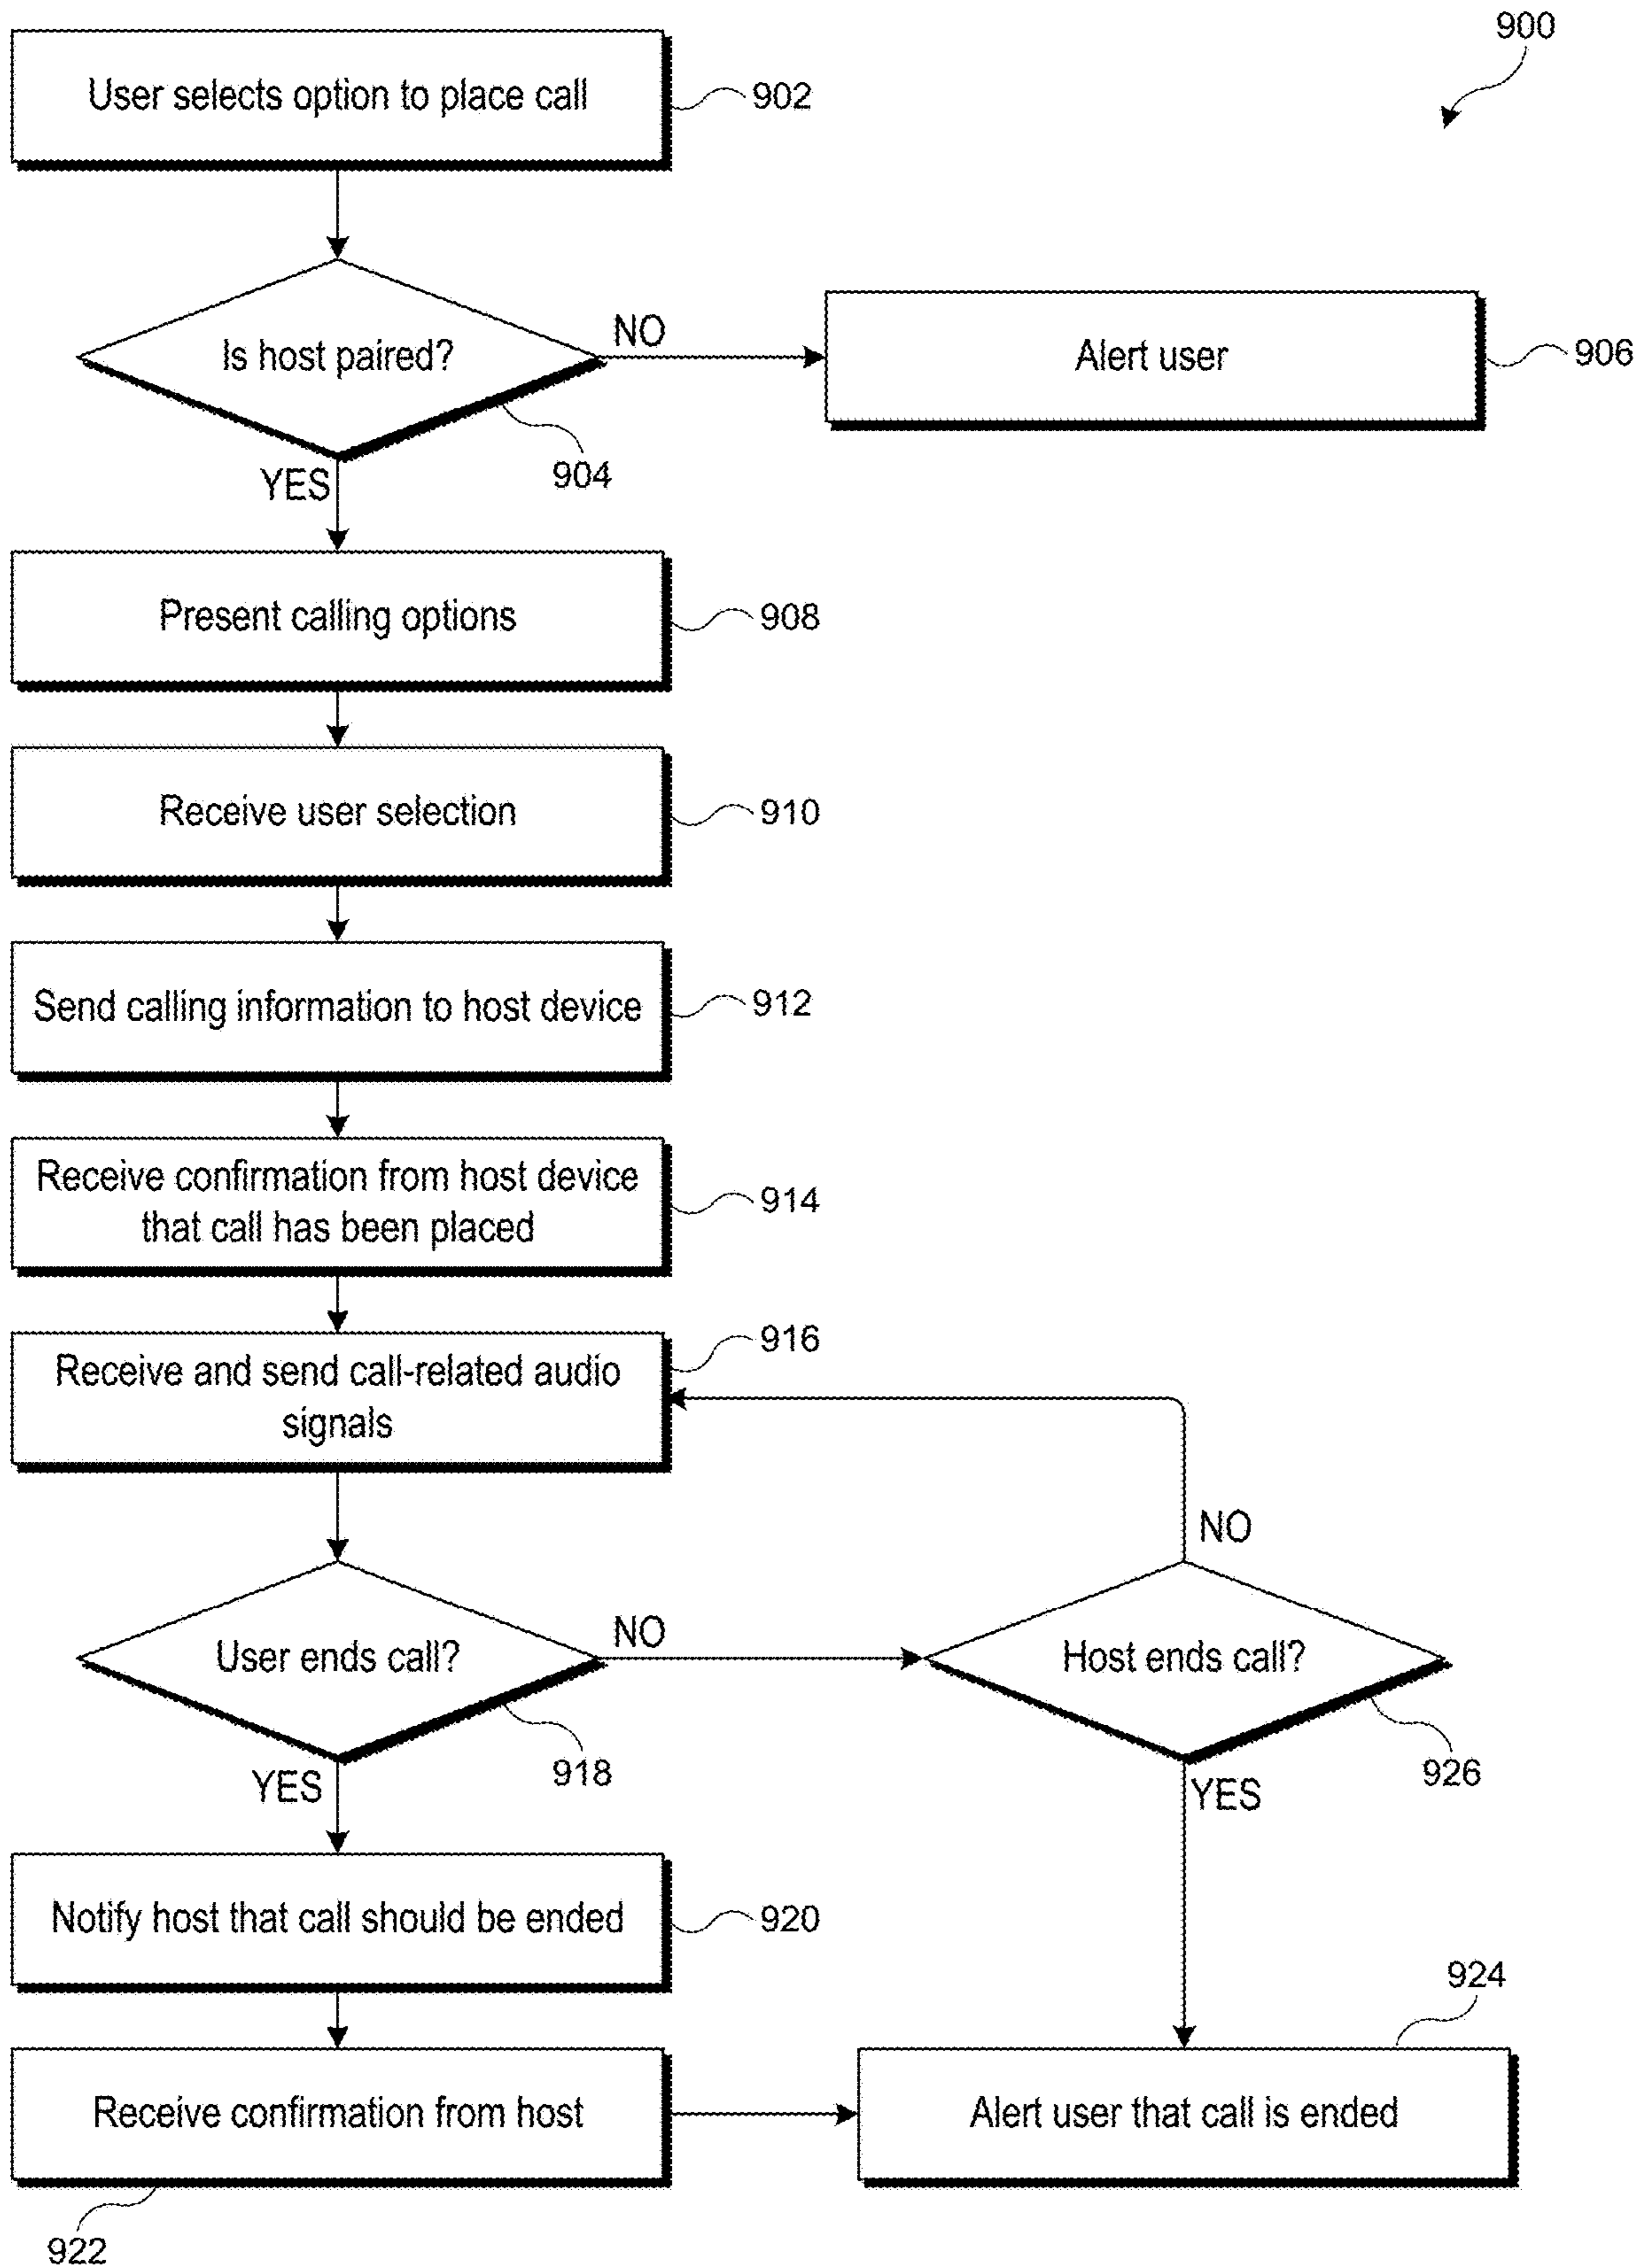 900
User selects option to place call
902
Is host paired?
NO
Alert user
906
904
YES
Present calling options
908
Receive user selection
910
Send calling information to host device
912
Receive confirmation from host device
that call has been placed
914
916
Receive and send call-related audio
signals
NO
User ends call?
NO
Host ends call?
918
926
YES
YES
Notify host that call should be ended
920
924
Receive confirmation from host
Alert user that call is ended
922